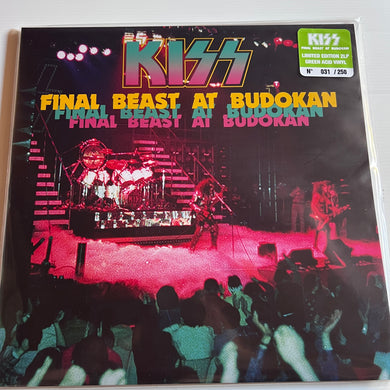 KISS
FINAL BEAST AT BUDOKAN
FINAL BEAST AT BUDOKAN
FINAL BEAST AT BUDOKAN
KISS
FINAL BEAST AT BUDOKAN
LIMITED EDITION 2LP
GREEN ACID VINYL
N° 031 / 250